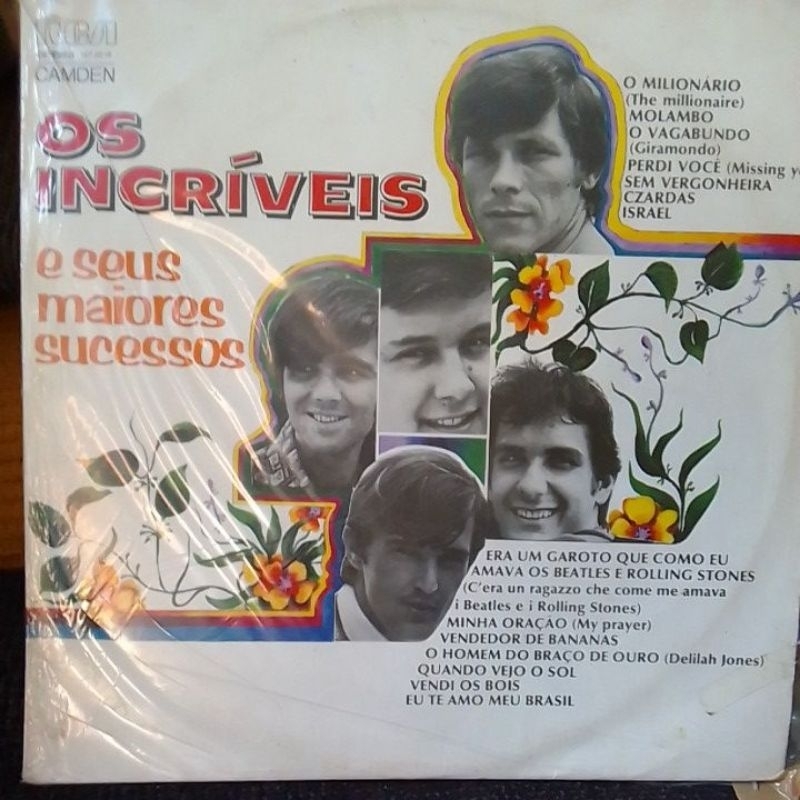 RCA
CAMDEN
OS
INCRÍVEIS
e seus
maiores
sucessos
O MILIONÁRIO
(The millionaire)
MOLAMBO
O VAGABUNDO
(Giramondo)
PERDI VOCÊ (Missing yo
SEM VERGONHEIRA
CZARDAS
ISRAEL
ERA UM GAROTO QUE COMO EU
AMAVA OS BEATLES E ROLLING STONES
(C'era un ragazzo che come me amava
i Beatles e i Rolling Stones)
MINHA ORAÇÃO (My prayer)
VENDEDOR DE BANANAS
O HOMEM DO BRAÇO DE OURO (Delilah Jones)
QUANDO VEJO O SOL
VENDI OS BOIS
EU TE AMO MEU BRASIL